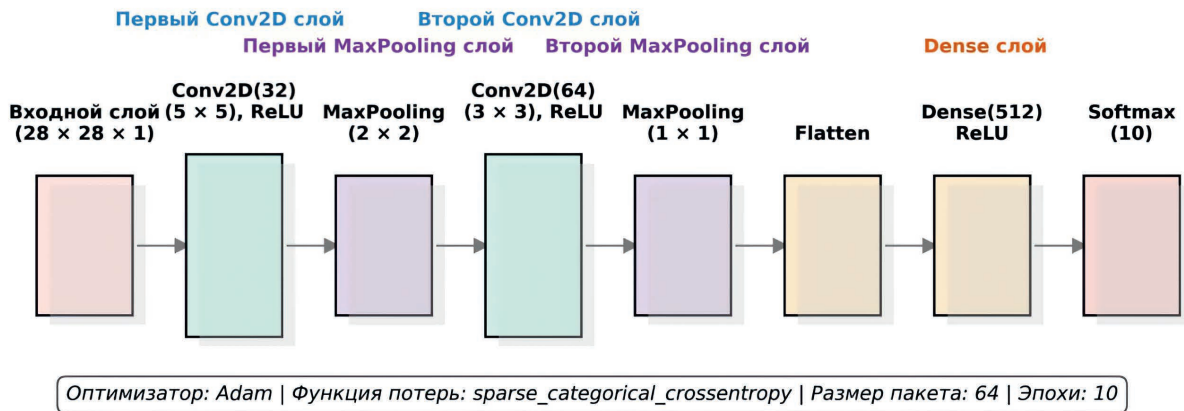 Первый Conv2D слой
Второй Conv2D слой
Первый MaxPooling слой
Второй MaxPooling слой
Dense слой
Входной слой
(28 × 28 × 1)
Conv2D(32)
(5 × 5), ReLU
MaxPooling
(2 × 2)
Conv2D(64)
(3 × 3), ReLU
MaxPooling
(1 × 1)
Flatten
Dense(512)
ReLU
Softmax
(10)
Оптимизатор: Adam | Функция потерь: sparse_categorical_crossentropy | Размер пакета: 64 | Эпохи: 10